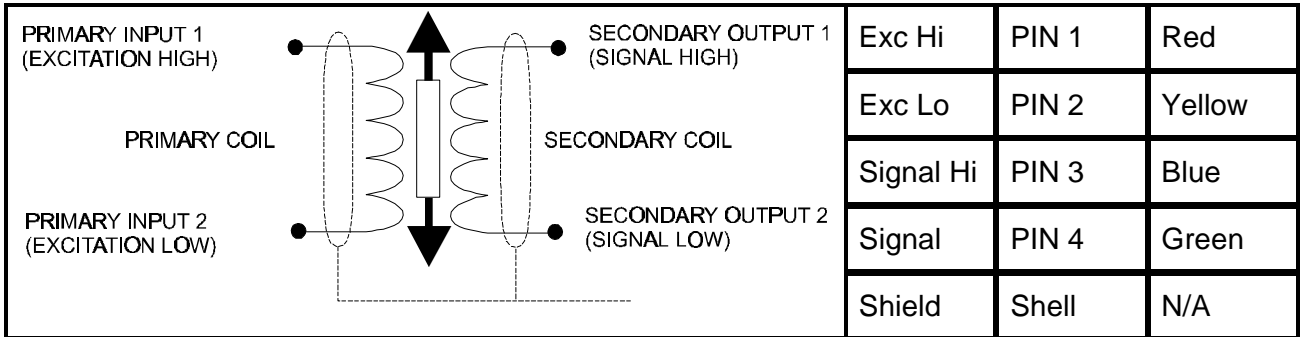 PRIMARY INPUT 1
(EXCITATION HIGH)
SECONDARY OUTPUT 1
(SIGNAL HIGH)
PRIMARY COIL
SECONDARY COIL
PRIMARY INPUT 2
(EXCITATION LOW)
SECONDARY OUTPUT 2
(SIGNAL LOW)
Exc Hi PIN 1 Red
Exc Lo PIN 2 Yellow
Signal Hi PIN 3 Blue
Signal PIN 4 Green
Shield Shell N/A